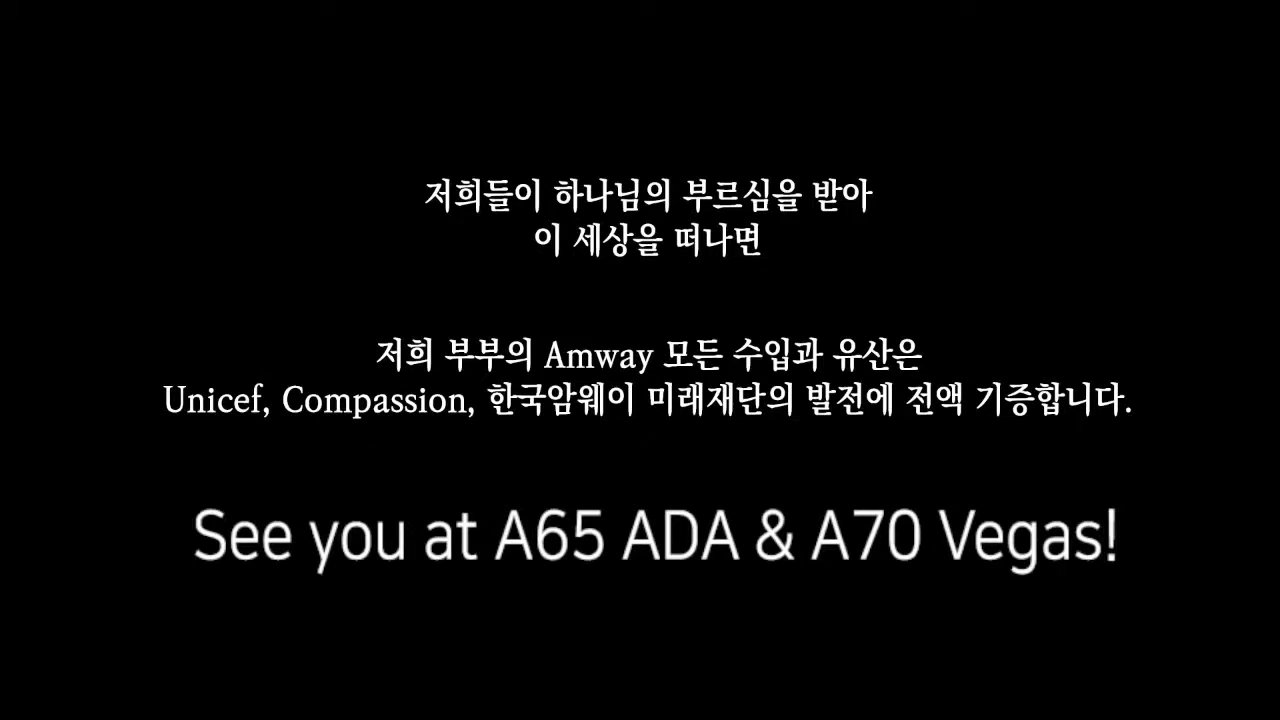 저희들이 하나님의 부르심을 받아
이 세상을 떠나면
저희 부부의 Amway 모든 수입과 유산은
Unicef, Compassion, 한국암웨이 미래재단의 발전에 전액 기증합니다.
See you at A65 ADA & A70 Vegas!